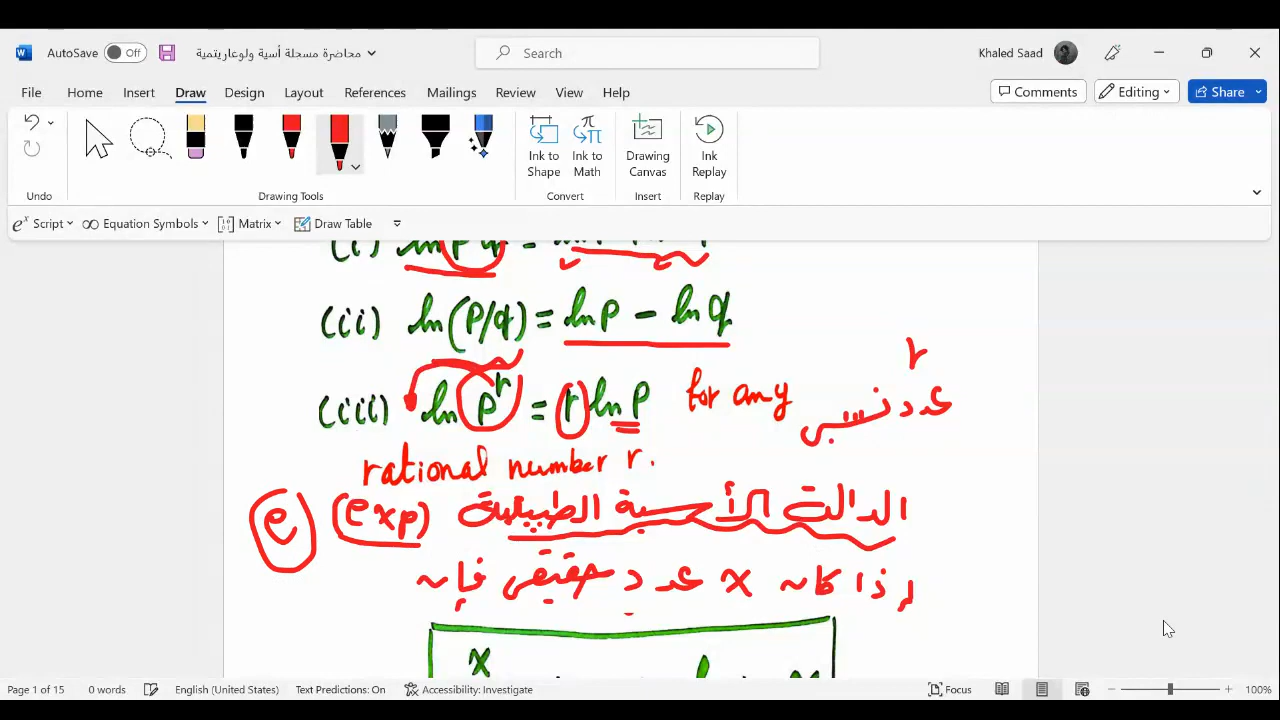 AutoSave Off محاضرة مسجلة أسية ولوغاريتمية Search Khaled Saad
File Home Insert Draw Design Layout References Mailings Review View Help Comments Editing Share
Undo
Ink to Shape Ink to Math Drawing Canvas Ink Replay
Undo Drawing Tools Convert Insert Replay
eˣ Script ∞ Equation Symbols Matrix Draw Table
(i) ln =
(ii) ln(P/q) = ln P − ln q
r
(iii) ln Pʳ = r ln P for any عدد نسبي
rational number r.
e (exp) الدالة الأسية الطبيعية
إذا كان x عدد حقيقي فإن
x
Page 1 of 15 0 words English (United States) Text Predictions: On Accessibility: Investigate Focus 100%